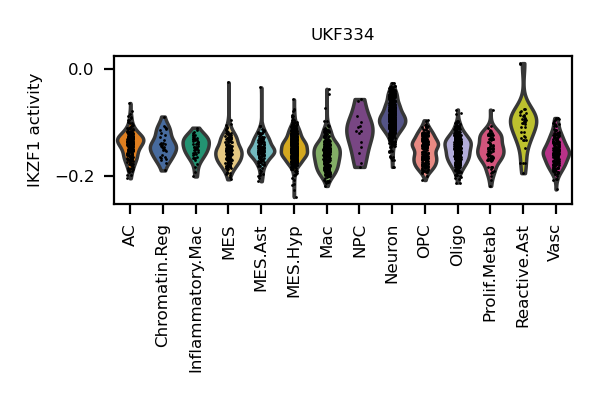 UKF334
IKZF1 activity
0.0
−0.2
AC
Chromatin.Reg
Inflammatory.Mac
MES
MES.Ast
MES.Hyp
Mac
NPC
Neuron
OPC
Oligo
Prolif.Metab
Reactive.Ast
Vasc